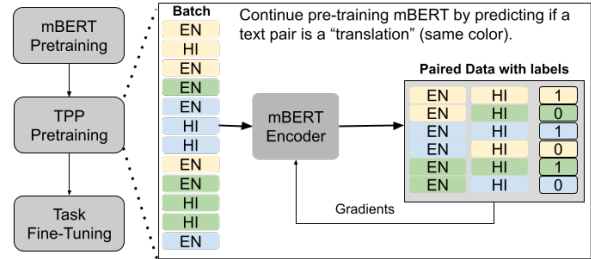 mBERT
Pretraining
TPP
Pretraining
Task
Fine-Tuning
Batch
EN
HI
EN
EN
EN
HI
HI
EN
EN
HI
HI
EN
Continue pre-training mBERT by predicting if a
text pair is a “translation” (same color).
mBERT
Encoder
Paired Data with labels
EN HI 1
EN HI 0
EN HI 1
EN HI 0
EN HI 1
EN HI 0
Gradients